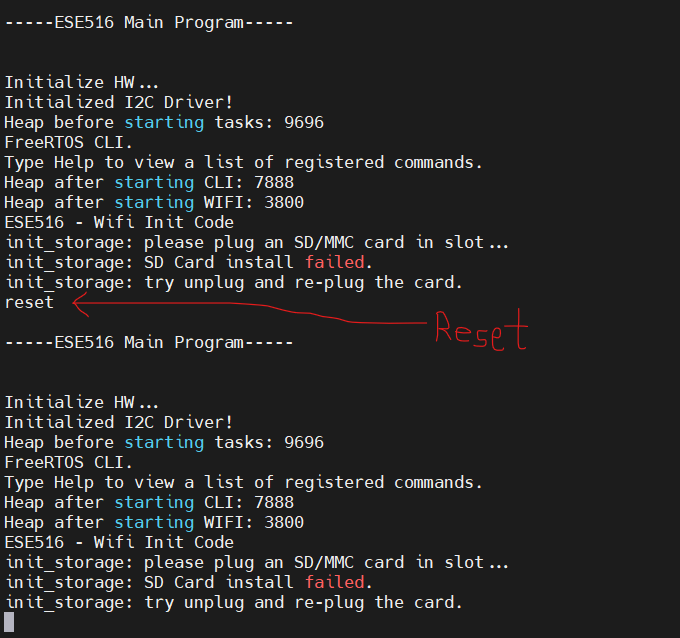 -----ESE516 Main Program-----
Initialize HW...
Initialized I2C Driver!
Heap before starting tasks: 9696
FreeRTOS CLI.
Type Help to view a list of registered commands.
Heap after starting CLI: 7888
Heap after starting WIFI: 3800
ESE516 - Wifi Init Code
init_storage: please plug an SD/MMC card in slot...
init_storage: SD Card install failed.
init_storage: try unplug and re-plug the card.
reset
Reset
-----ESE516 Main Program-----
Initialize HW...
Initialized I2C Driver!
Heap before starting tasks: 9696
FreeRTOS CLI.
Type Help to view a list of registered commands.
Heap after starting CLI: 7888
Heap after starting WIFI: 3800
ESE516 - Wifi Init Code
init_storage: please plug an SD/MMC card in slot...
init_storage: SD Card install failed.
init_storage: try unplug and re-plug the card.